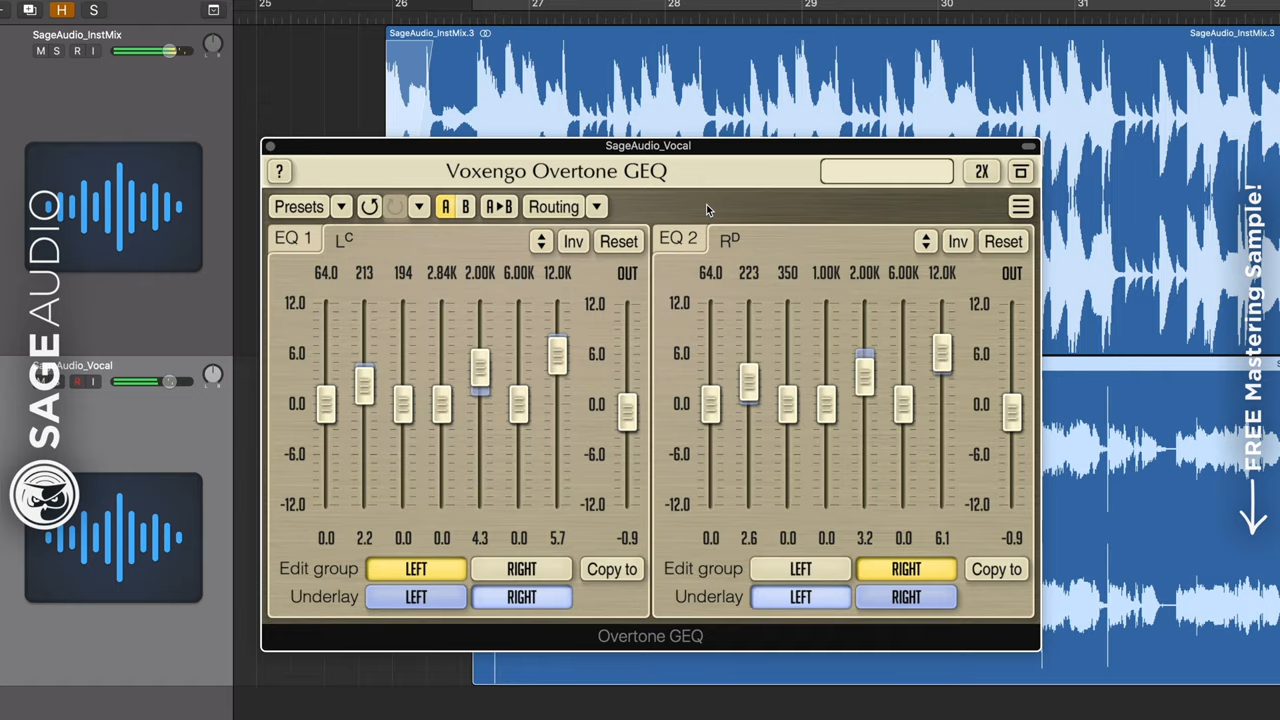 25 26 27 28 29 30 31 32
H S
SageAudio_InstMix
M S R I
L R
SageAudio_InstMix.3
SageAudio_InstMix.3
SageAudio_Vocal
R I
L R
SAGEAUDIO
FREE Mastering Sample!
SageAudio_Vocal
? Voxengo Overtone GEQ 2X
Presets A B A▸B Routing
EQ 1 LC Inv Reset
64.0 213 194 2.84K 2.00K 6.00K 12.0K OUT
12.0 12.0
6.0 6.0
0.0 0.0
-6.0 -6.0
-12.0 -12.0
0.0 2.2 0.0 0.0 4.3 0.0 5.7 -0.9
Edit group LEFT RIGHT Copy to
Underlay LEFT RIGHT
EQ 2 RD Inv Reset
64.0 223 350 1.00K 2.00K 6.00K 12.0K OUT
12.0 12.0
6.0 6.0
0.0 0.0
-6.0 -6.0
-12.0 -12.0
0.0 2.6 0.0 0.0 3.2 0.0 6.1 -0.9
Edit group LEFT RIGHT Copy to
Underlay LEFT RIGHT
Overtone GEQ